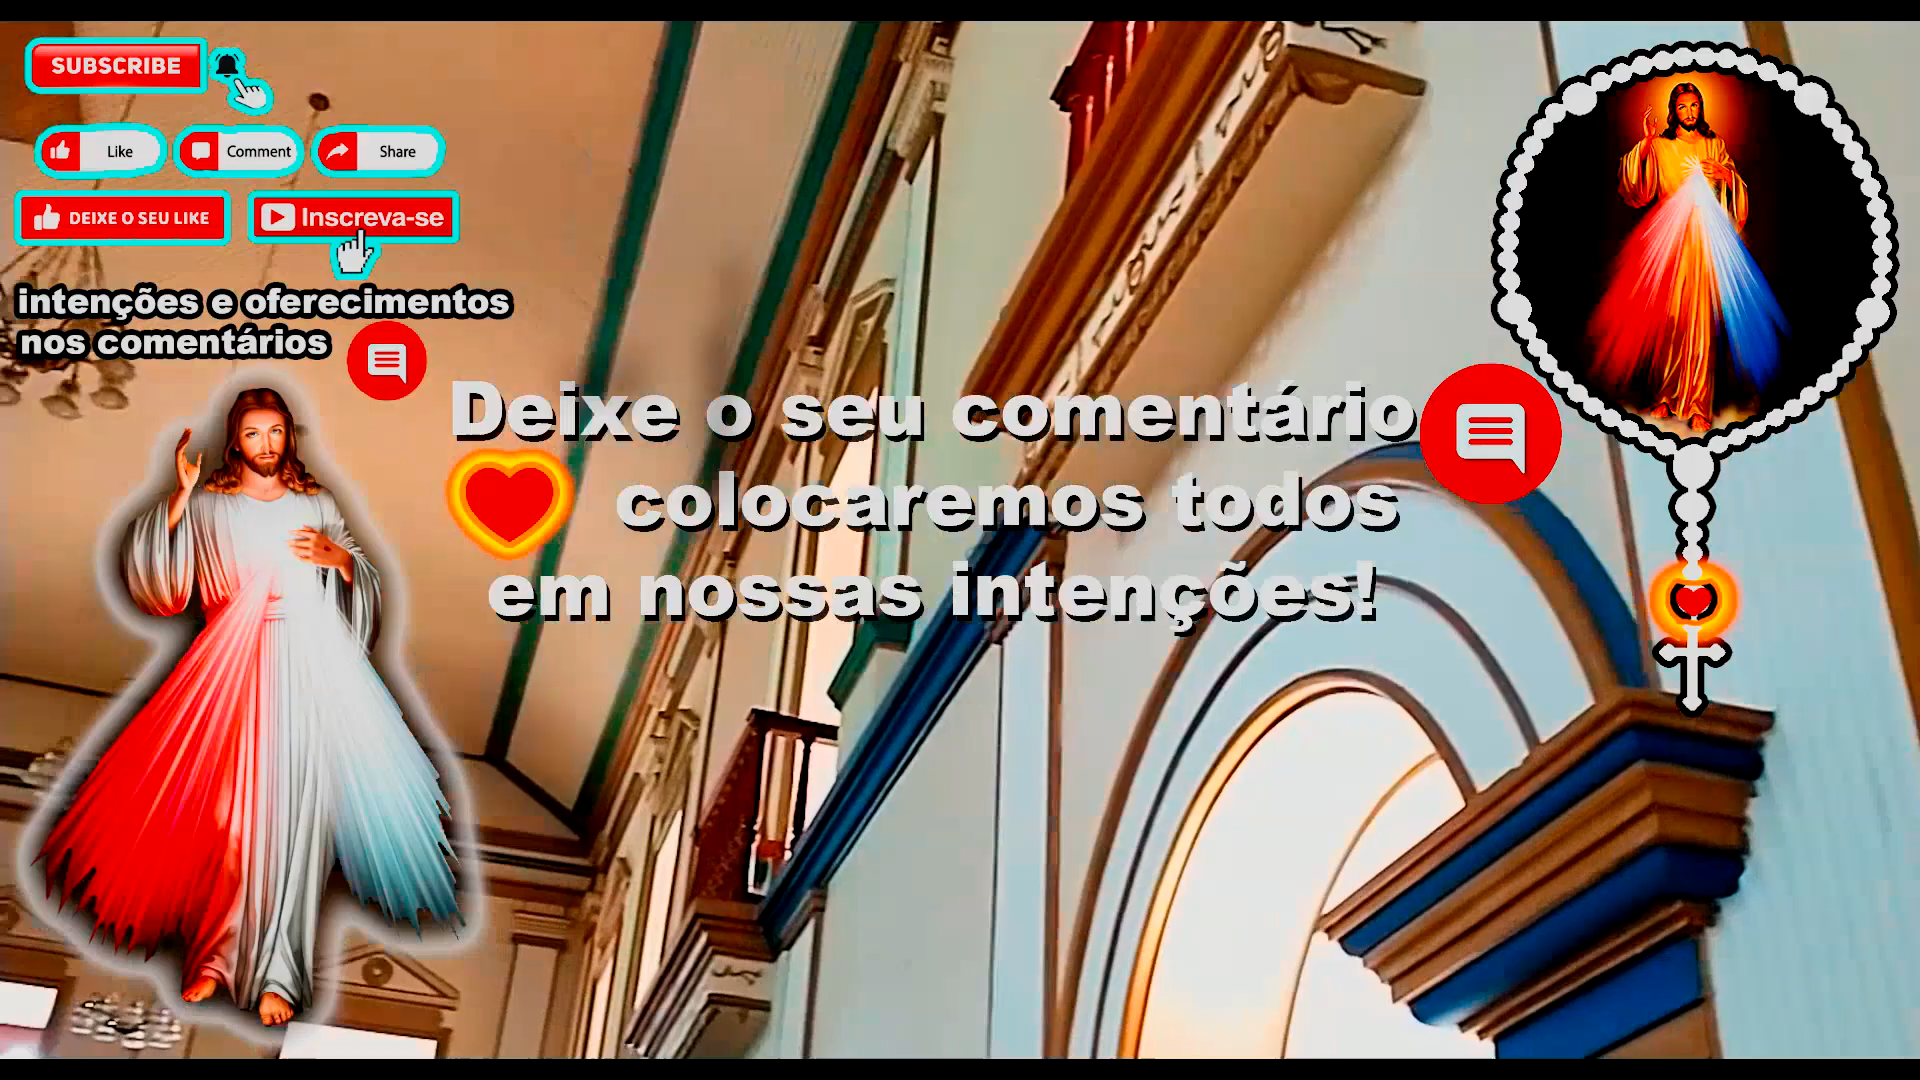 SUBSCRIBE
Like
Comment
Share
DEIXE O SEU LIKE
Inscreva-se
intenções e oferecimentos
nos comentários
Deixe o seu comentário
colocaremos todos
em nossas intenções!